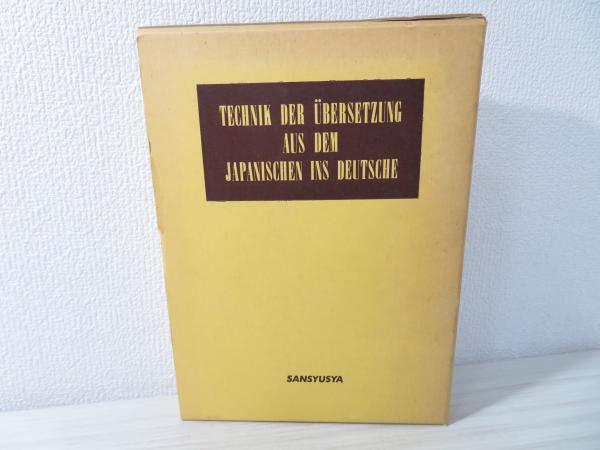 TECHNIK DER ÜBERSETZUNG
AUS DEM
JAPANISCHEN INS DEUTSCHE
SANSYUSYA